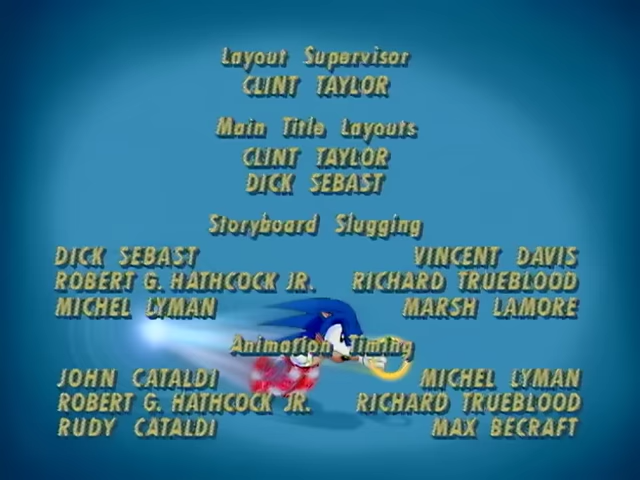 Layout Supervisor
CLINT TAYLOR
Main Title Layouts
CLINT TAYLOR
DICK SEBAST
Storyboard Slugging
DICK SEBAST VINCENT DAVIS
ROBERT G. HATHCOCK JR. RICHARD TRUEBLOOD
MICHEL LYMAN MARSH LAMORE
Animation Timing
JOHN CATALDI MICHEL LYMAN
ROBERT G. HATHCOCK JR. RICHARD TRUEBLOOD
RUDY CATALDI MAX BECRAFT